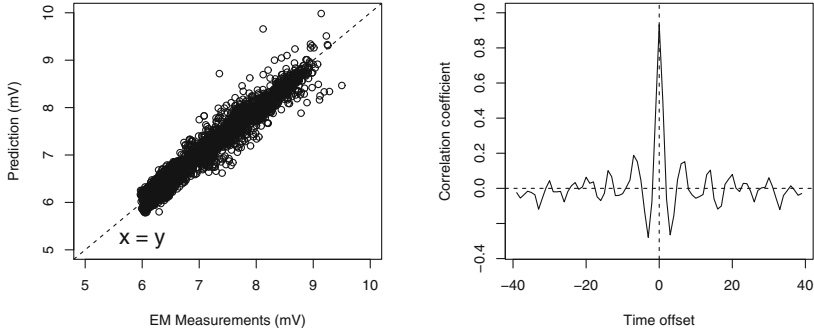 10
9
8
7
6
5
Prediction (mV)
x = y
5 6 7 8 9 10
EM Measurements (mV)
1.0
0.8
0.6
0.4
0.2
0.0
−0.4
Correlation coefficient
−40 −20 0 20 40
Time offset